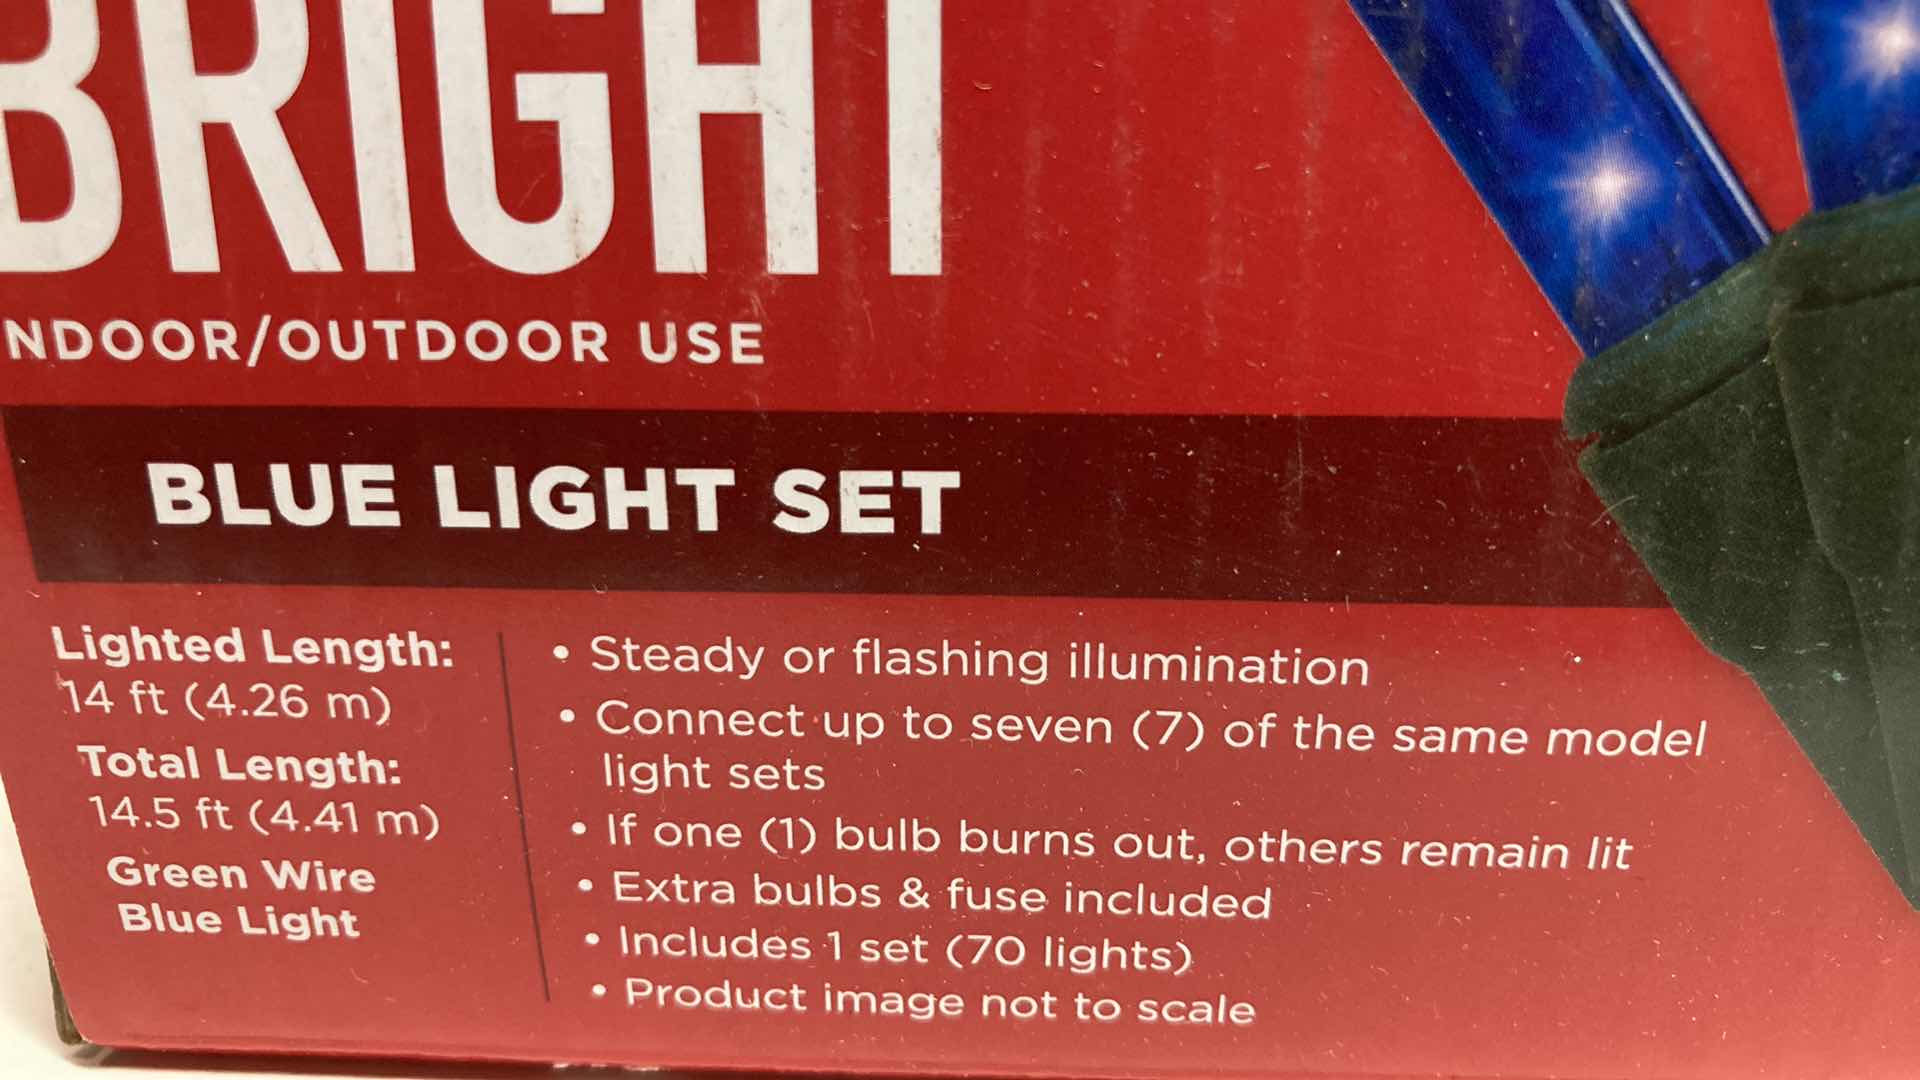 BRIGHT
NDOOR/OUTDOOR USE
BLUE LIGHT SET
Lighted Length:
14 ft (4.26 m)
Total Length:
14.5 ft (4.41 m)
Green Wire
Blue Light
• Steady or flashing illumination
• Connect up to seven (7) of the same model
light sets
• If one (1) bulb burns out, others remain lit
• Extra bulbs & fuse included
• Includes 1 set (70 lights)
• Product image not to scale